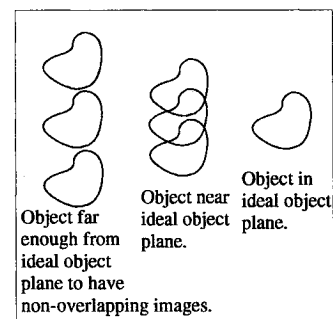 Object far
enough from
ideal object
plane to have
non-overlapping images.
Object near
ideal object
plane.
Object in
ideal object
plane.